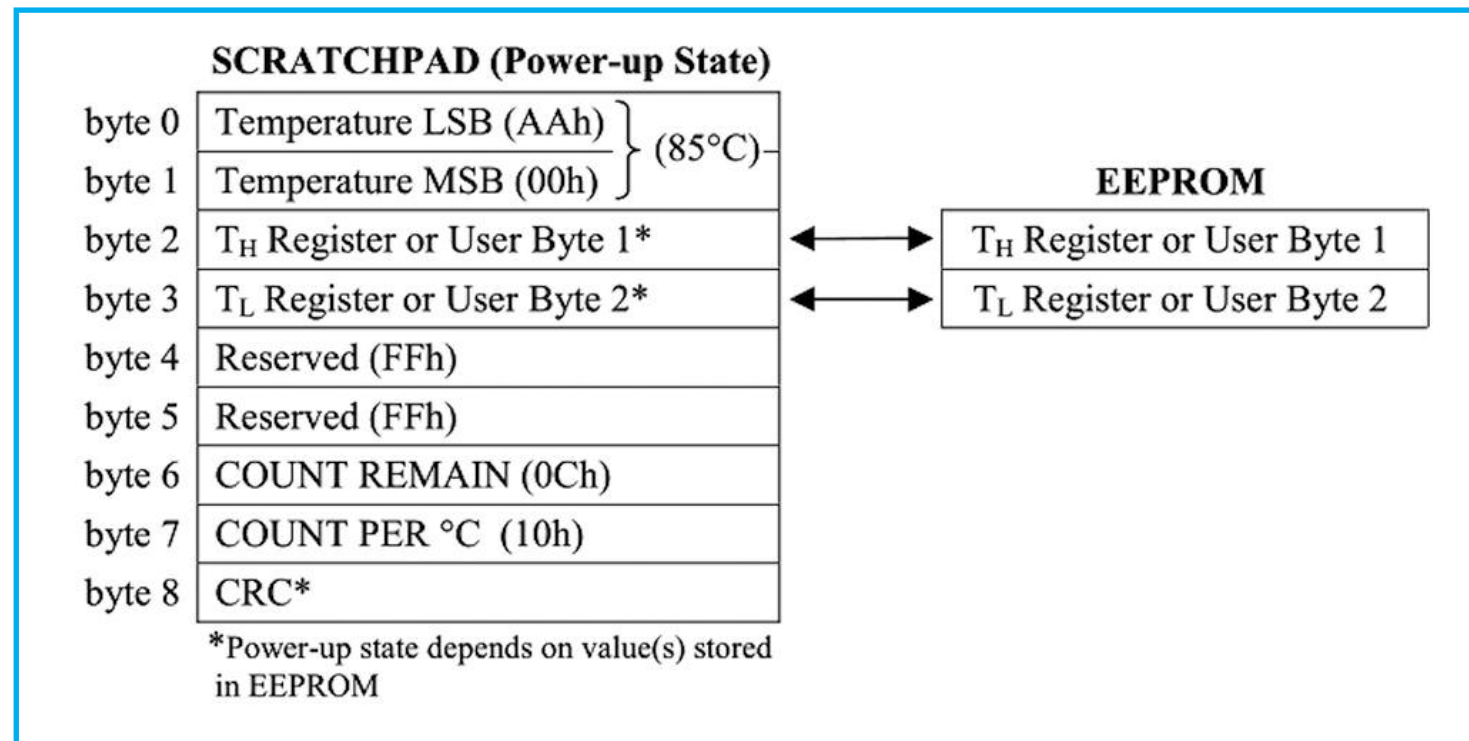 SCRATCHPAD (Power-up State)
byte 0 Temperature LSB (AAh)
(85°C)
byte 1 Temperature MSB (00h)
EEPROM
byte 2 TH Register or User Byte 1* TH Register or User Byte 1
byte 3 TL Register or User Byte 2* TL Register or User Byte 2
byte 4 Reserved (FFh)
byte 5 Reserved (FFh)
byte 6 COUNT REMAIN (0Ch)
byte 7 COUNT PER °C (10h)
byte 8 CRC*
*Power-up state depends on value(s) stored
in EEPROM